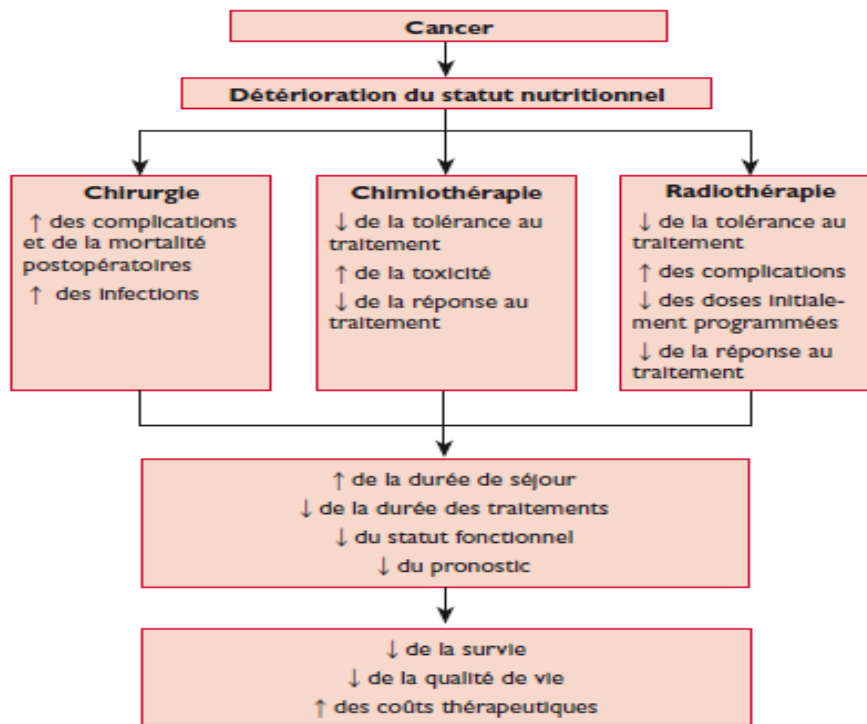 Cancer
Détérioration du statut nutritionnel
Chirurgie
↑ des complications
et de la mortalité
postopératoires
↑ des infections
Chimiothérapie
↓ de la tolérance au
traitement
↑ de la toxicité
↓ de la réponse au
traitement
Radiothérapie
↓ de la tolérance au
traitement
↑ des complications
↓ des doses initiale-
ment programmées
↓ de la réponse au
traitement
↑ de la durée de séjour
↓ de la durée des traitements
↓ du statut fonctionnel
↓ du pronostic
↓ de la survie
↓ de la qualité de vie
↑ des coûts thérapeutiques